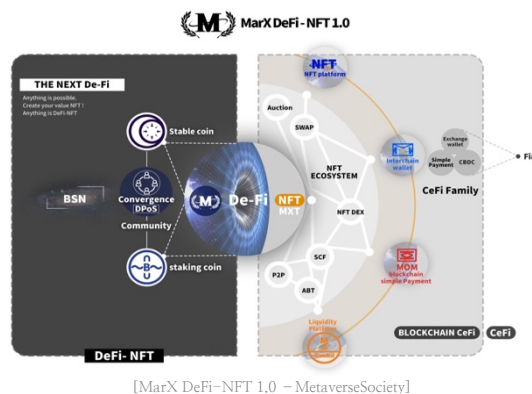 MarX DeFi - NFT 1.0
THE NEXT De-Fi
Anything is possible.
Create your value NFT !
Anything is DeFi-NFT
Stable coin
BSN
Convergence
DPoS
Community
staking coin
DeFi- NFT
M
De-Fi
NFT
MXT
NFT
NFT platform
Auction
SWAP
NFT
ECOSYSTEM
NFT DEX
SCF
P2P
ABT
Interchain
wallet
Exchange
wallet
Simple
Payment
CBDC
CeFi Family
MOM
blockchain
simple Payment
Liquidity
BLOCKCHAIN CeFi
CeFi
[MarX DeFi-NFT 1.0 - MetaverseSociety]